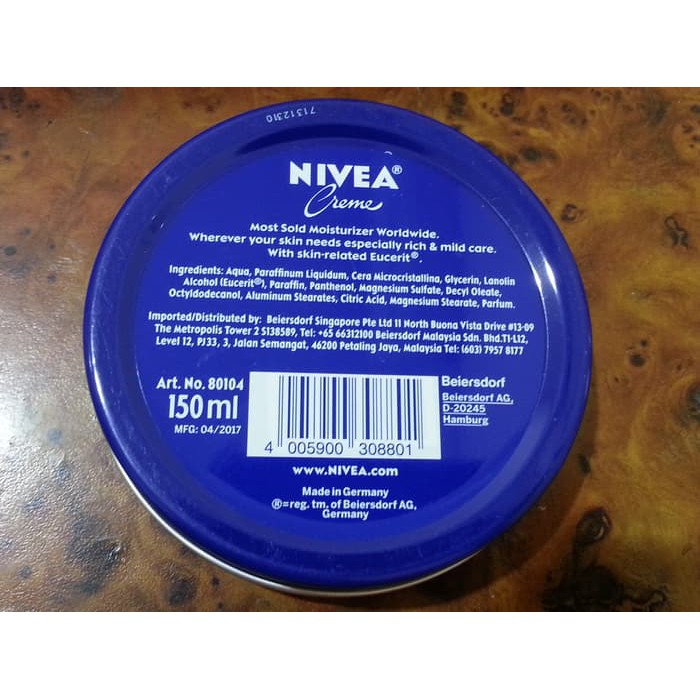 71312310
NIVEA®
Creme
Most Sold Moisturizer Worldwide.
Wherever your skin needs especially rich & mild care.
With skin-related Eucerit®.
Ingredients: Aqua, Paraffinum Liquidum, Cera Microcristallina, Glycerin, Lanolin
Alcohol (Eucerit®), Paraffin, Panthenol, Magnesium Sulfate, Decyl Oleate,
Octyldodecanol, Aluminum Stearates, Citric Acid, Magnesium Stearate, Parfum.
Imported/Distributed by: Beiersdorf Singapore Pte Ltd 11 North Buona Vista Drive #13-09
The Metropolis Tower 2 S138589, Tel: +65 66312100 Beiersdorf Malaysia Sdn. Bhd.T1-L12,
Level 12, PJ33, 3, Jalan Semangat, 46200 Petaling Jaya, Malaysia Tel: (603) 7957 8177
Art. No. 80104
150 ml
MFG: 04/2017
4 005900 308801
Beiersdorf
Beiersdorf AG,
D-20245
Hamburg
www.NIVEA.com
Made in Germany
®=reg. tm. of Beiersdorf AG,
Germany